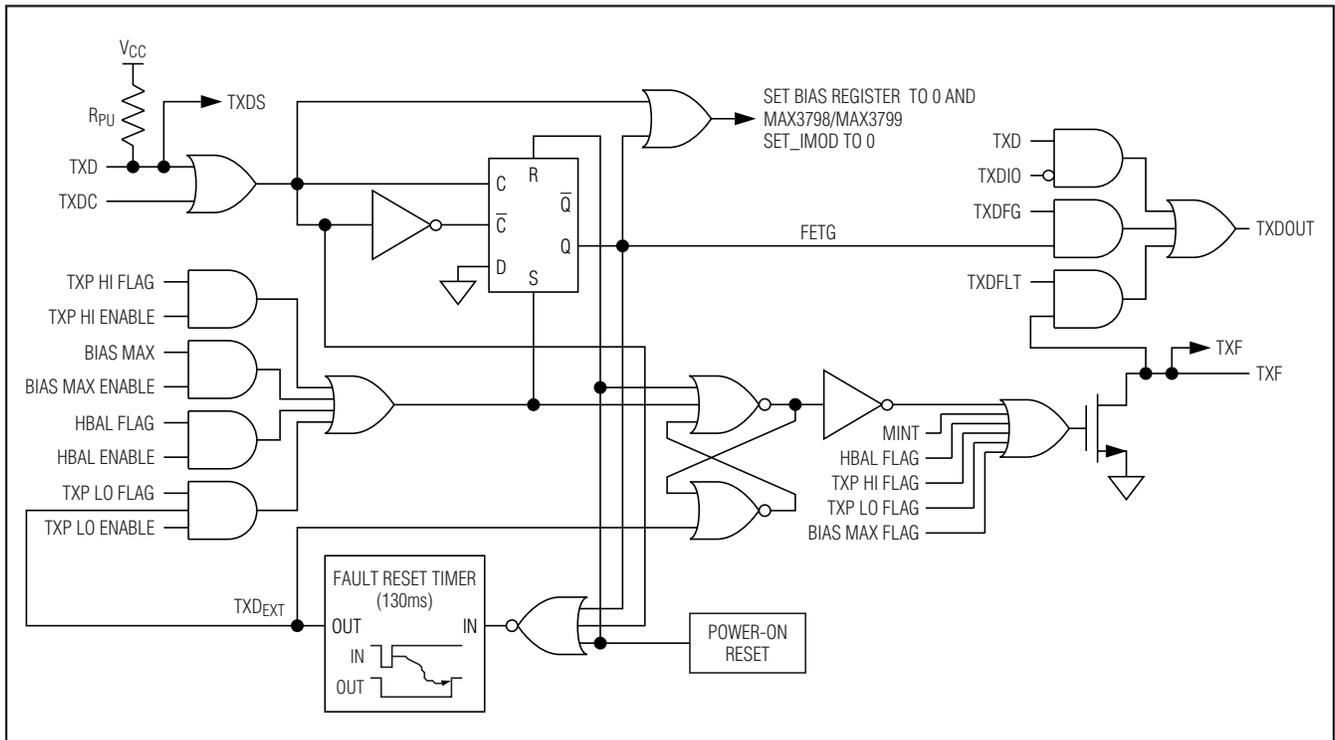 VCC
RPU
TXDS
TXD
TXDC
SET BIAS REGISTER TO 0 AND
MAX3798/MAX3799
SET_IMOD TO 0
C
R
C
D
S
Q
Q
FETG
TXD
TXDIO
TXDFG
TXDFLT
TXDOUT
TXP HI FLAG
TXP HI ENABLE
BIAS MAX
BIAS MAX ENABLE
HBAL FLAG
HBAL ENABLE
TXP LO FLAG
TXP LO ENABLE
TXF
TXF
MINT
HBAL FLAG
TXP HI FLAG
TXP LO FLAG
BIAS MAX FLAG
TXDEXT
FAULT RESET TIMER
(130ms)
OUT
IN
IN
OUT
POWER-ON
RESET